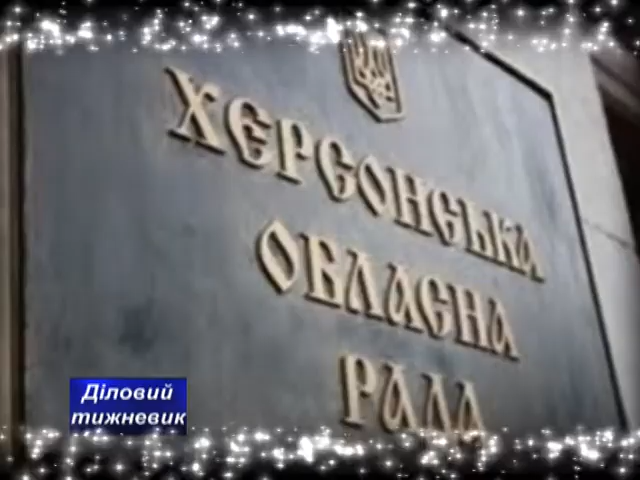 ХЕРСОНСЬКА
ОБЛАСНА
РАДА
Діловий
тижневик